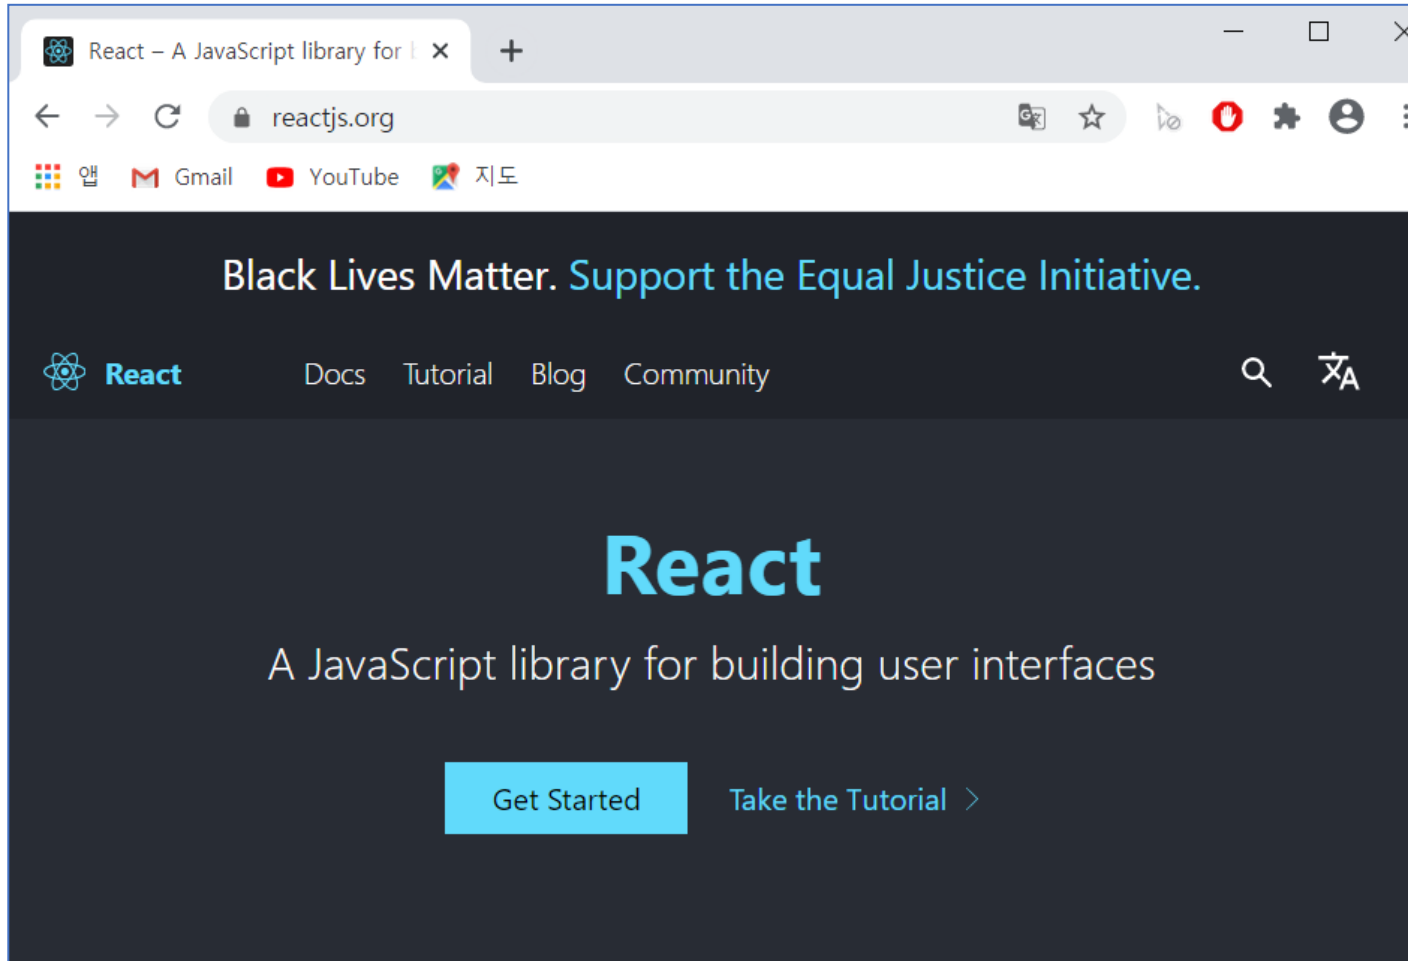 React – A JavaScript library for
reactjs.org
앱 Gmail YouTube 지도
Black Lives Matter. Support the Equal Justice Initiative.
React Docs Tutorial Blog Community
React
A JavaScript library for building user interfaces
Get Started Take the Tutorial